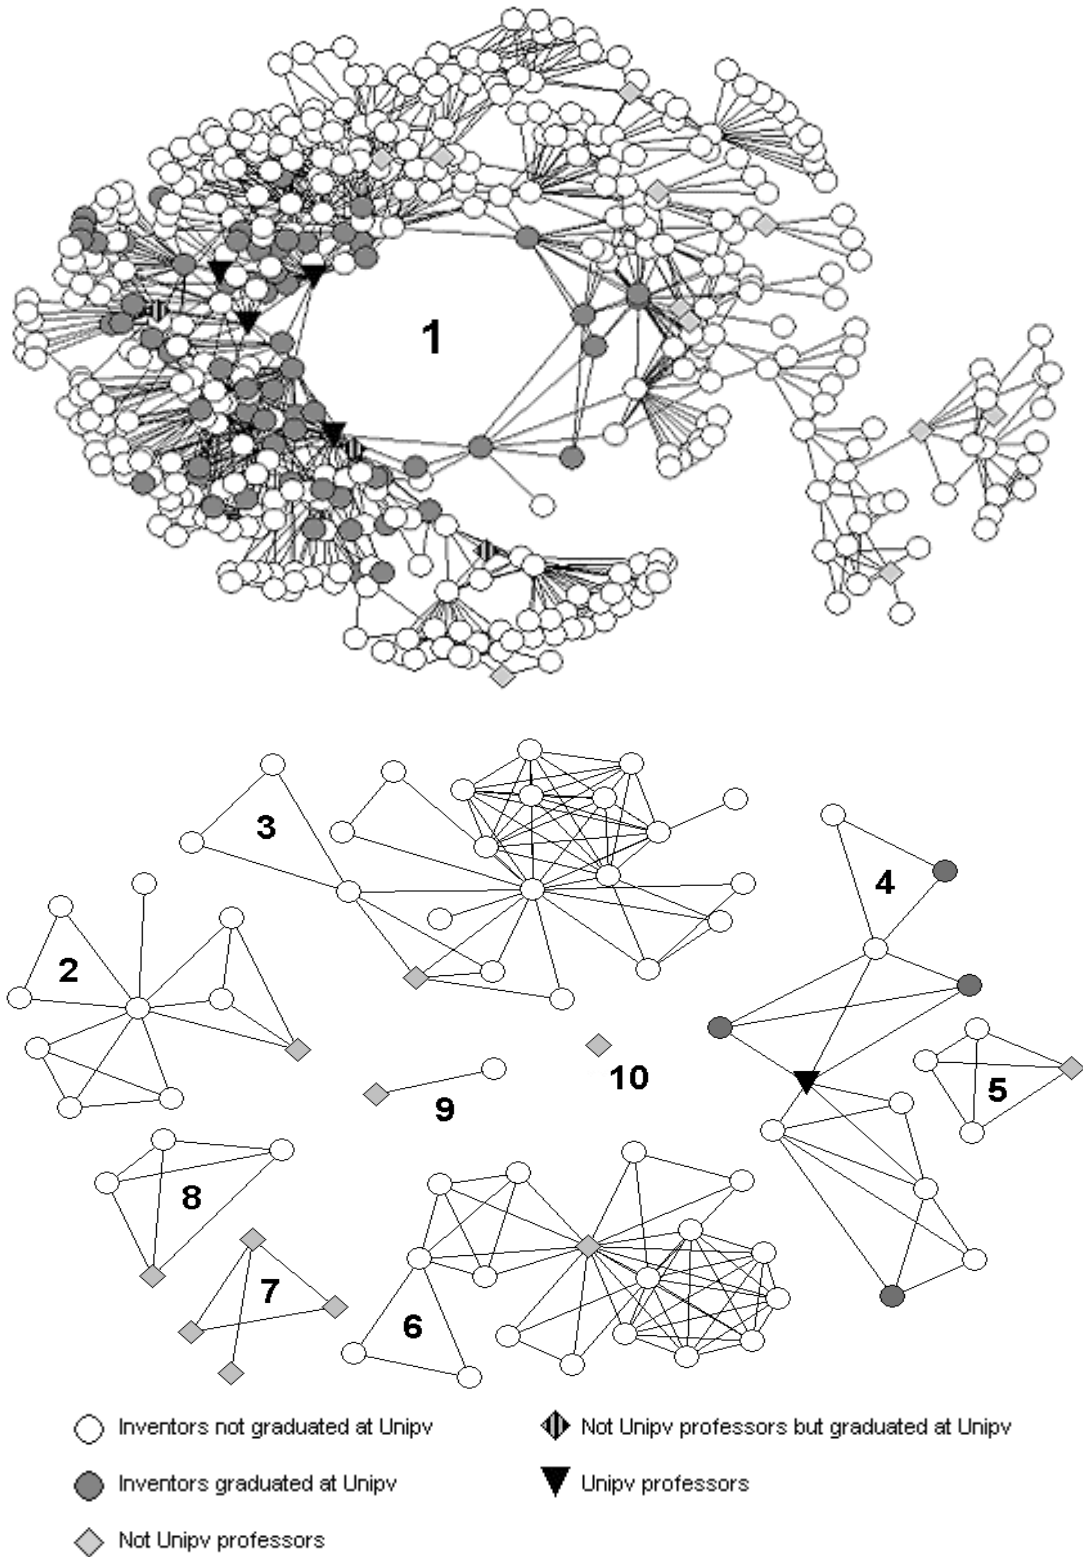 1
3
4
2
10
5
9
8
7
6
Inventors not graduated at Unipv
Not Unipv professors but graduated at Unipv
Inventors graduated at Unipv
Unipv professors
Not Unipv professors